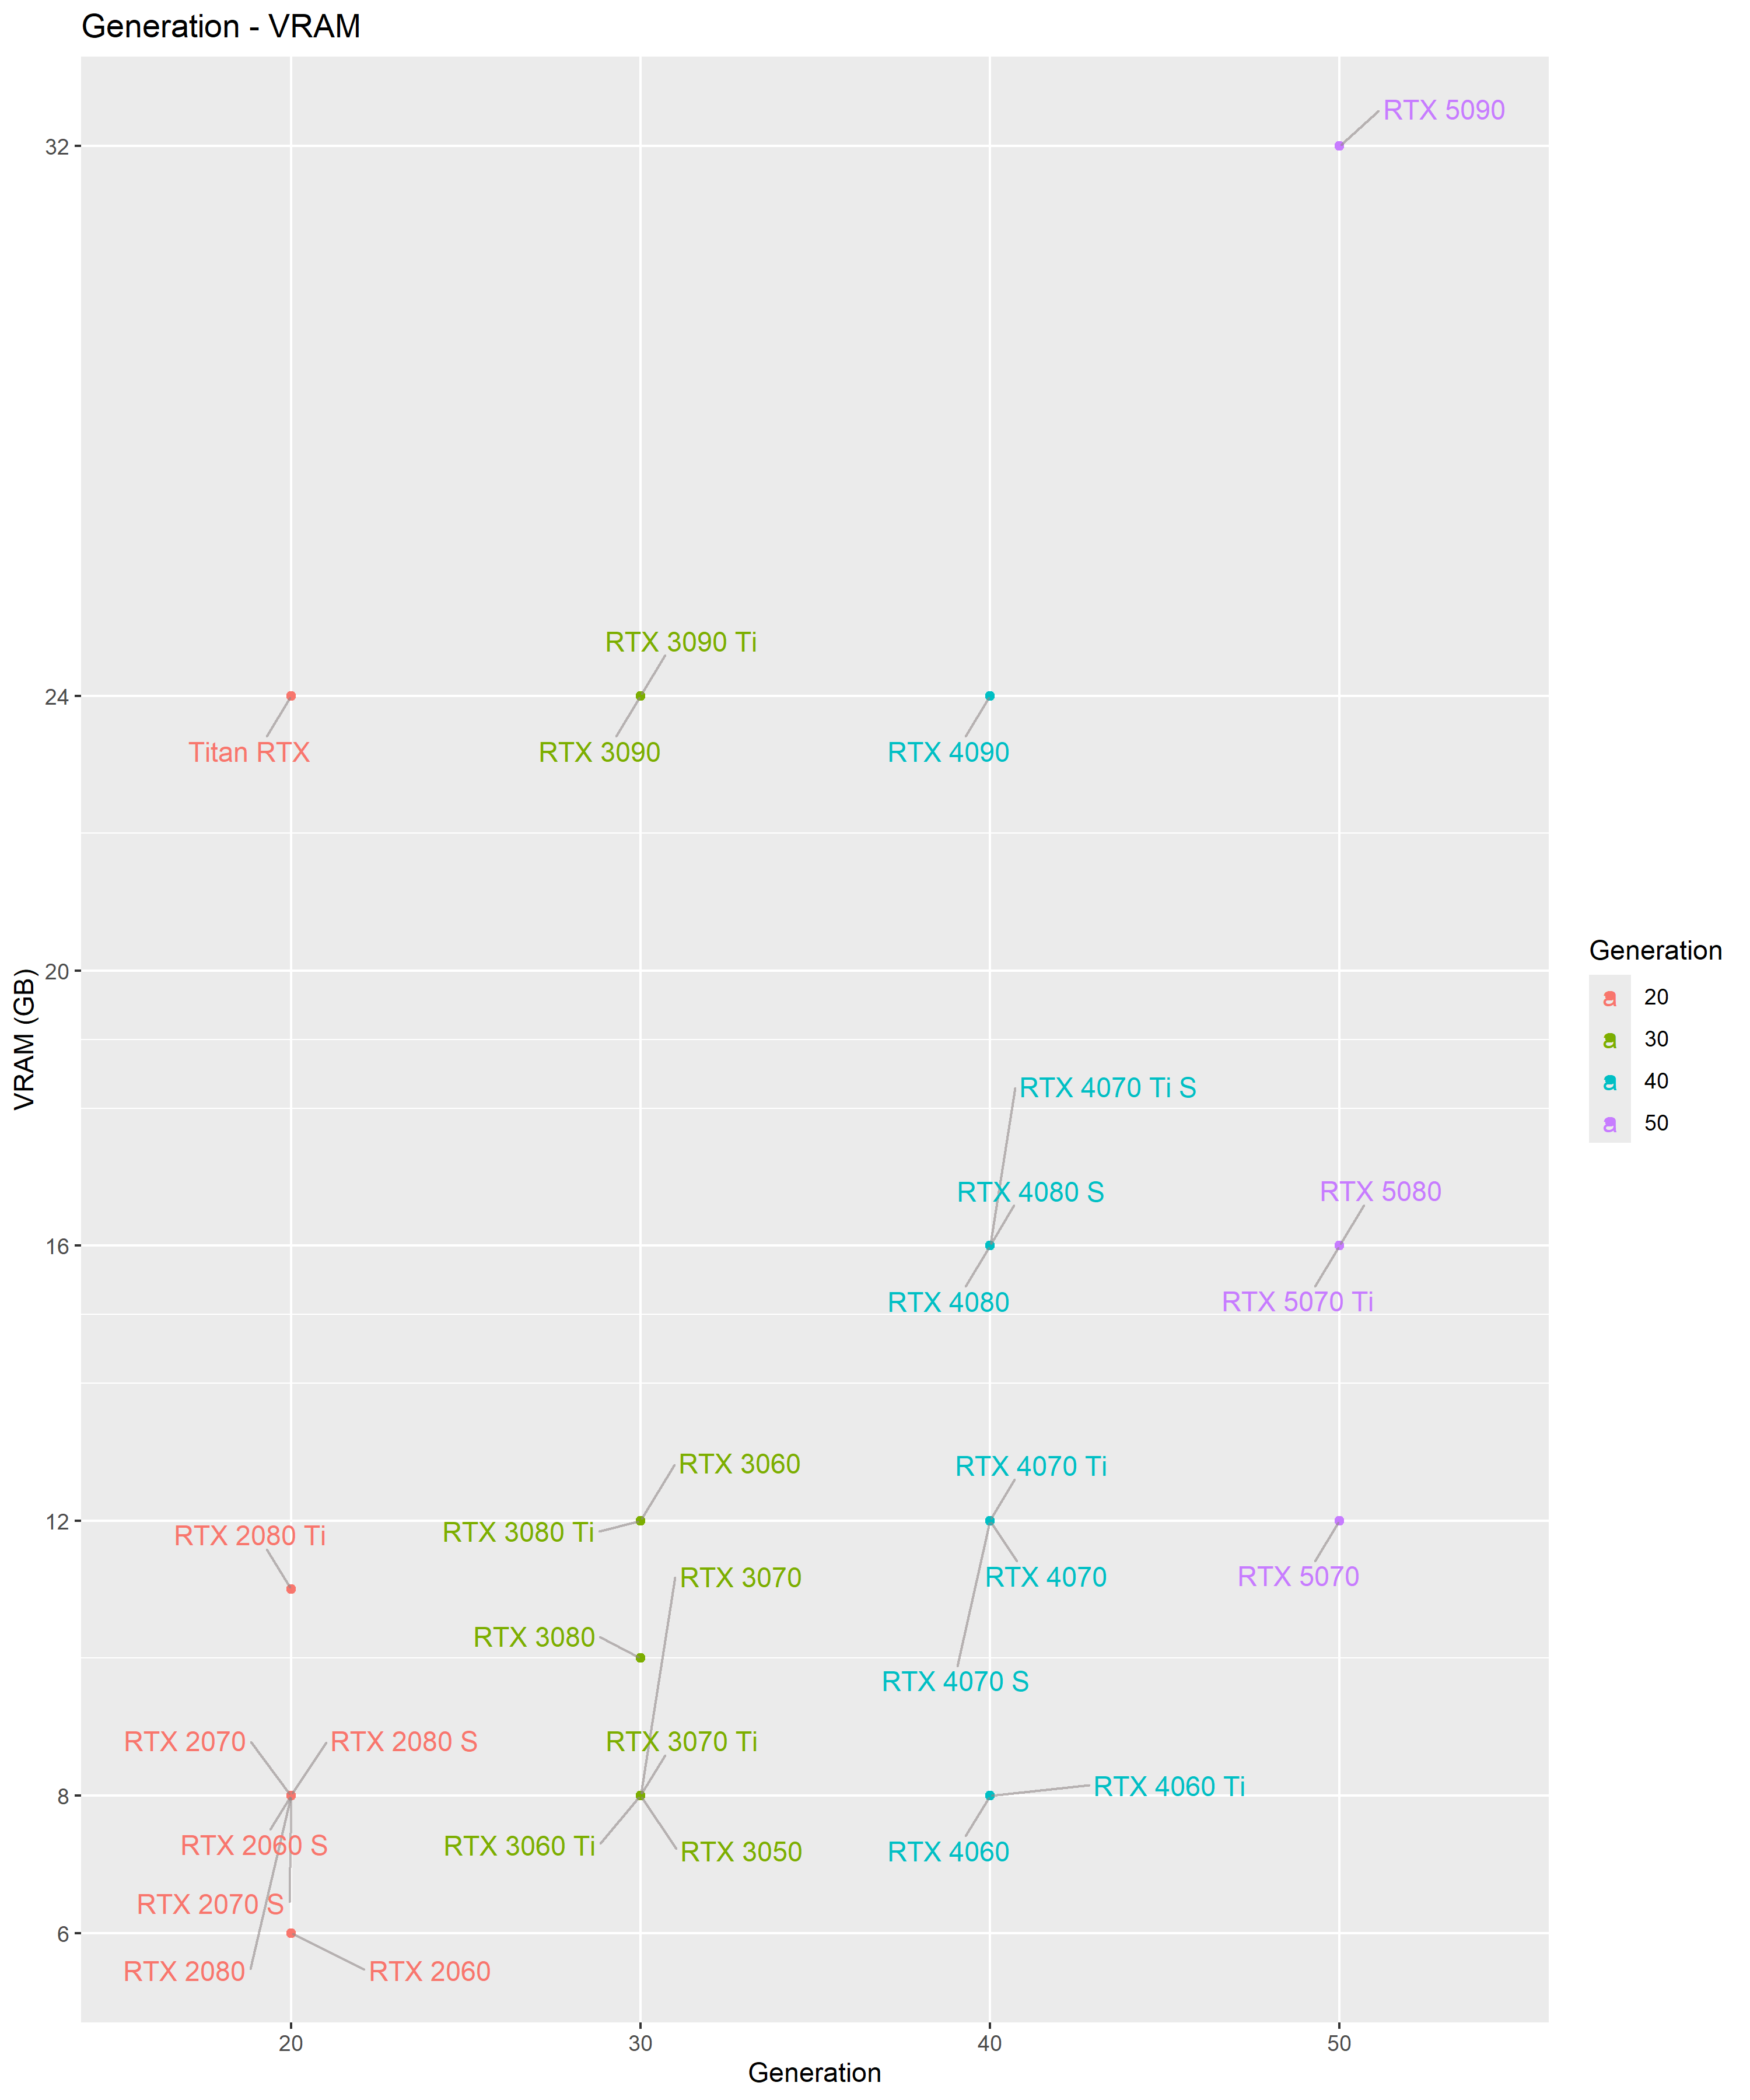 Generation - VRAM
RTX 5090
32
RTX 3090 Ti
24
Titan RTX
RTX 3090
RTX 4090
20
VRAM (GB)
Generation
a 20
a 30
a 40
a 50
RTX 4070 Ti S
RTX 4080 S
RTX 5080
16
RTX 4080
RTX 5070 Ti
RTX 3060
RTX 4070 Ti
12
RTX 2080 Ti
RTX 3080 Ti
RTX 3070
RTX 4070
RTX 5070
RTX 3080
RTX 4070 S
RTX 2070
RTX 2080 S
RTX 3070 Ti
8
RTX 4060 Ti
RTX 2060 S
RTX 3060 Ti
RTX 3050
RTX 4060
RTX 2070 S
6
RTX 2080
RTX 2060
20
30
40
50
Generation